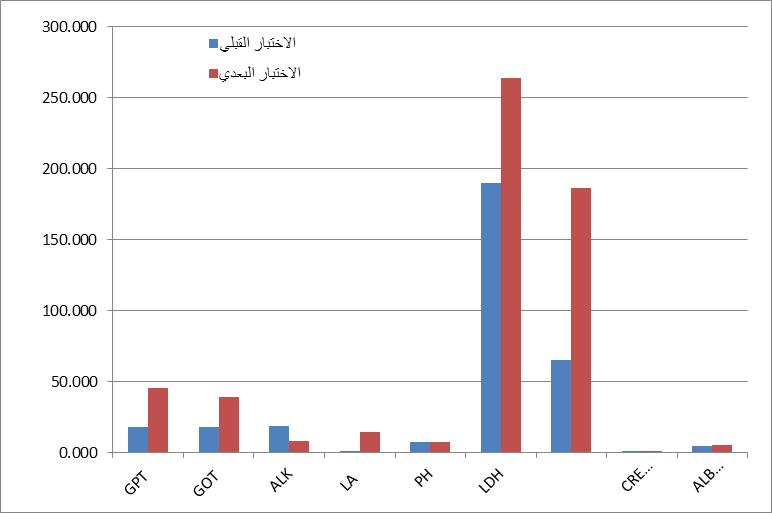 300.000
250.000
200.000
150.000
100.000
50.000
0.000
الاختبار القبلي
الاختبار البعدي
GPT
GOT
ALK
LA
PH
LDH
CRE...
ALB...